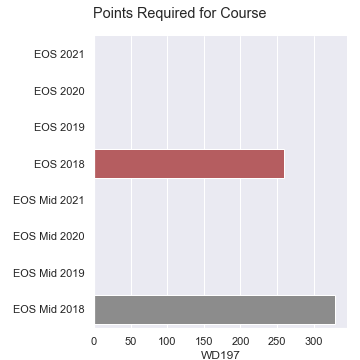 Points Required for Course
EOS 2021
EOS 2020
EOS 2019
EOS 2018
EOS Mid 2021
EOS Mid 2020
EOS Mid 2019
EOS Mid 2018
0 50 100 150 200 250 300
WD197